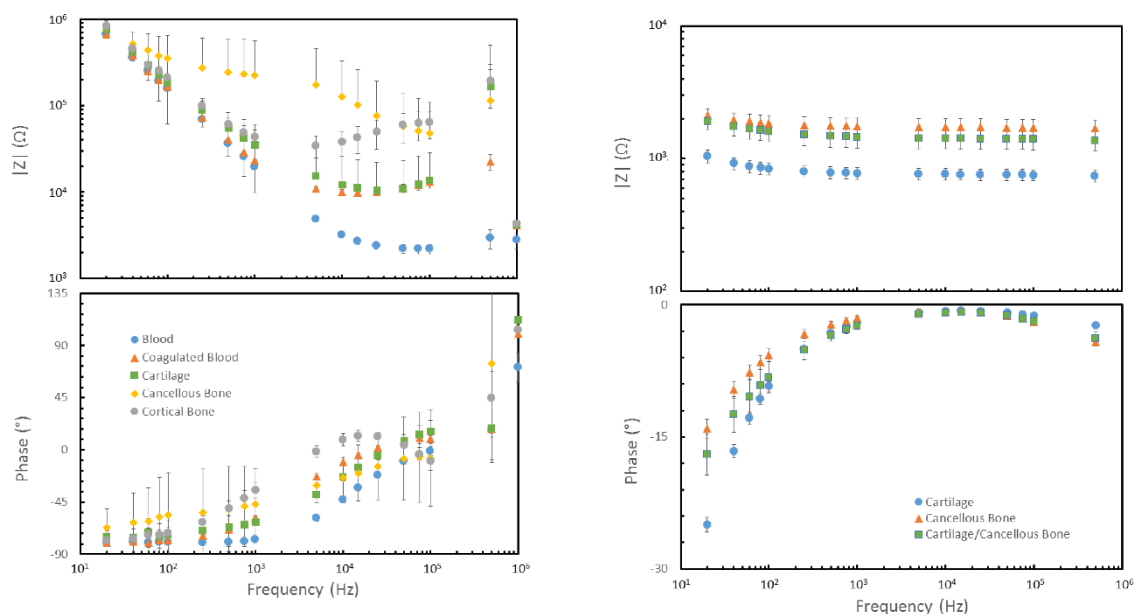 |Z| (Ω)
10⁶
10⁵
10⁴
10³
Phase (°)
135
90
45
0
-45
-90
Blood
Coagulated Blood
Cartilage
Cancellous Bone
Cortical Bone
10¹ 10² 10³ 10⁴ 10⁵ 10⁶
Frequency (Hz)
|Z| (Ω)
10⁴
10³
10²
Phase (°)
0
-15
-30
Cartilage
Cancellous Bone
Cartilage/Cancellous Bone
10¹ 10² 10³ 10⁴ 10⁵ 10⁶
Frequency (Hz)